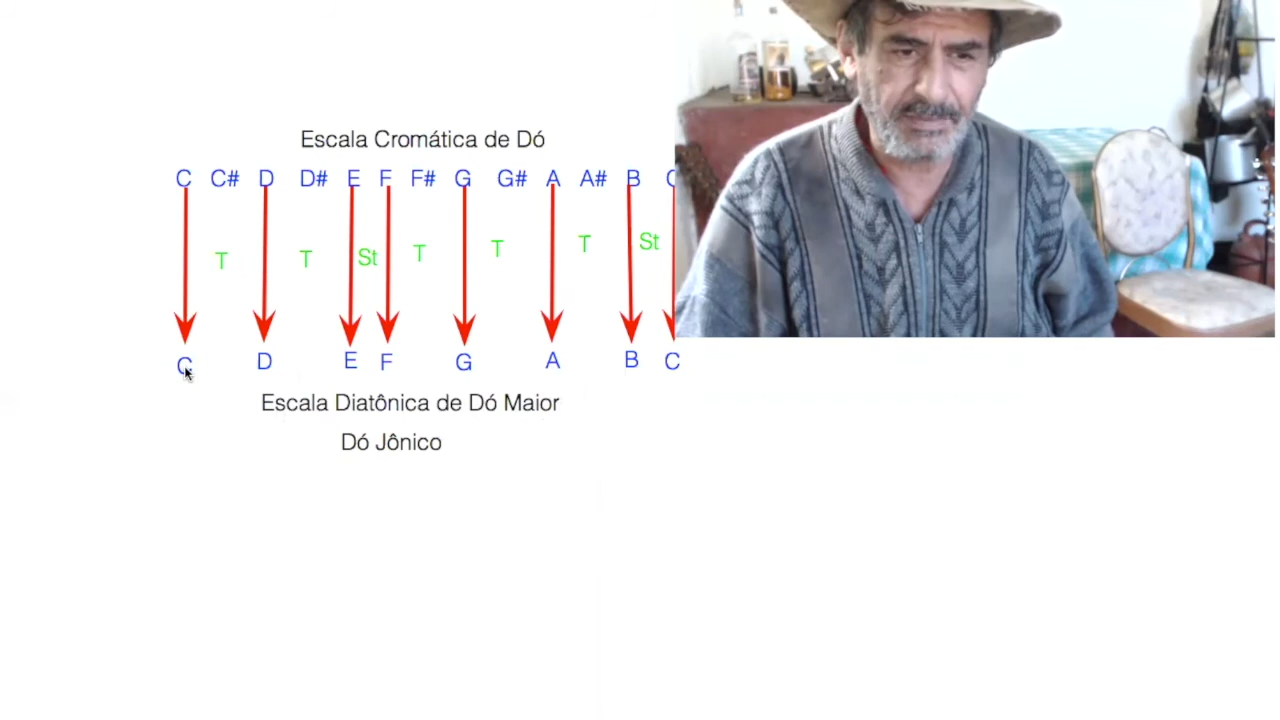 Escala Cromática de Dó
C C# D D# E F F# G G# A A# B C
T T St T T T St
C D E F G A B C
Escala Diatônica de Dó Maior
Dó Jônico